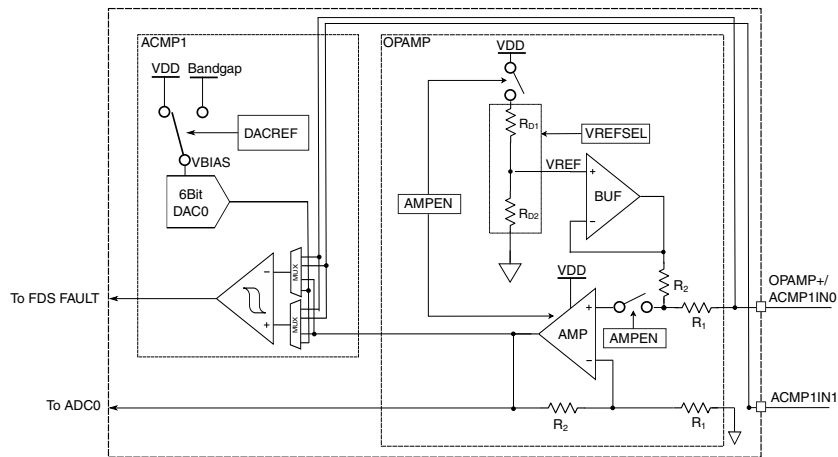 ACMP1
OPAMP
VDD
VDD Bandgap
DACREF
VBIAS
6Bit
DAC0
RD1
VREFSEL
VREF
+
BUF
−
AMPEN
RD2
MUX
−
To FDS FAULT
+
MUX
VDD
R2
OPAMP+/
ACMP1IN0
+
AMP
R1
AMPEN
−
To ADC0
R2
R1
ACMP1IN1